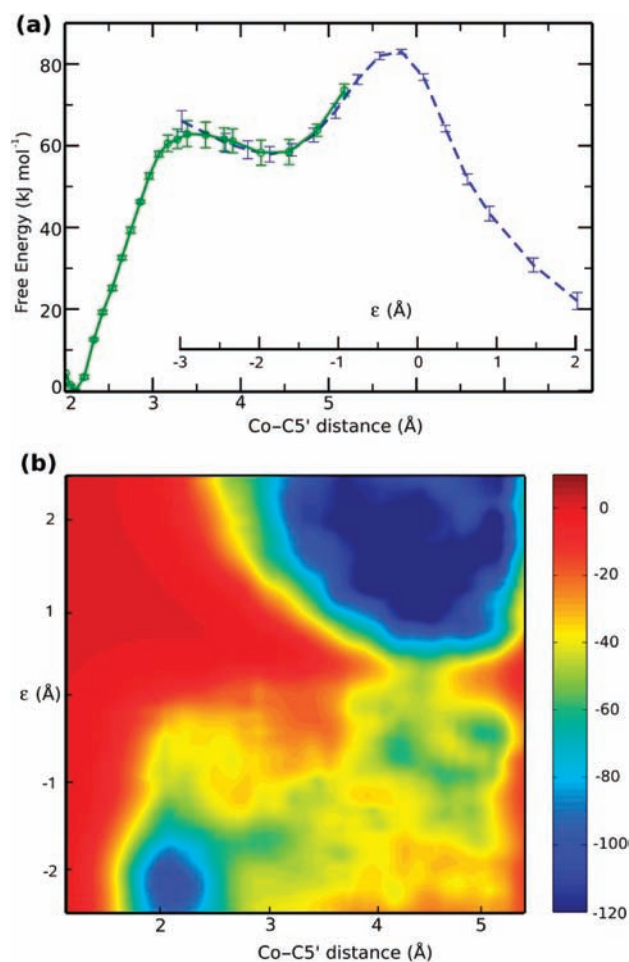 (a)
80
60
40
20
0
Free Energy (kJ mol⁻¹)
ε (Å)
-3 -2 -1 0 1 2
2 3 4 5
Co–C5' distance (Å)
(b)
2
1
ε (Å)
-1
-2
2 3 4 5
Co–C5' distance (Å)
0
-20
-40
-60
-80
-100
-120